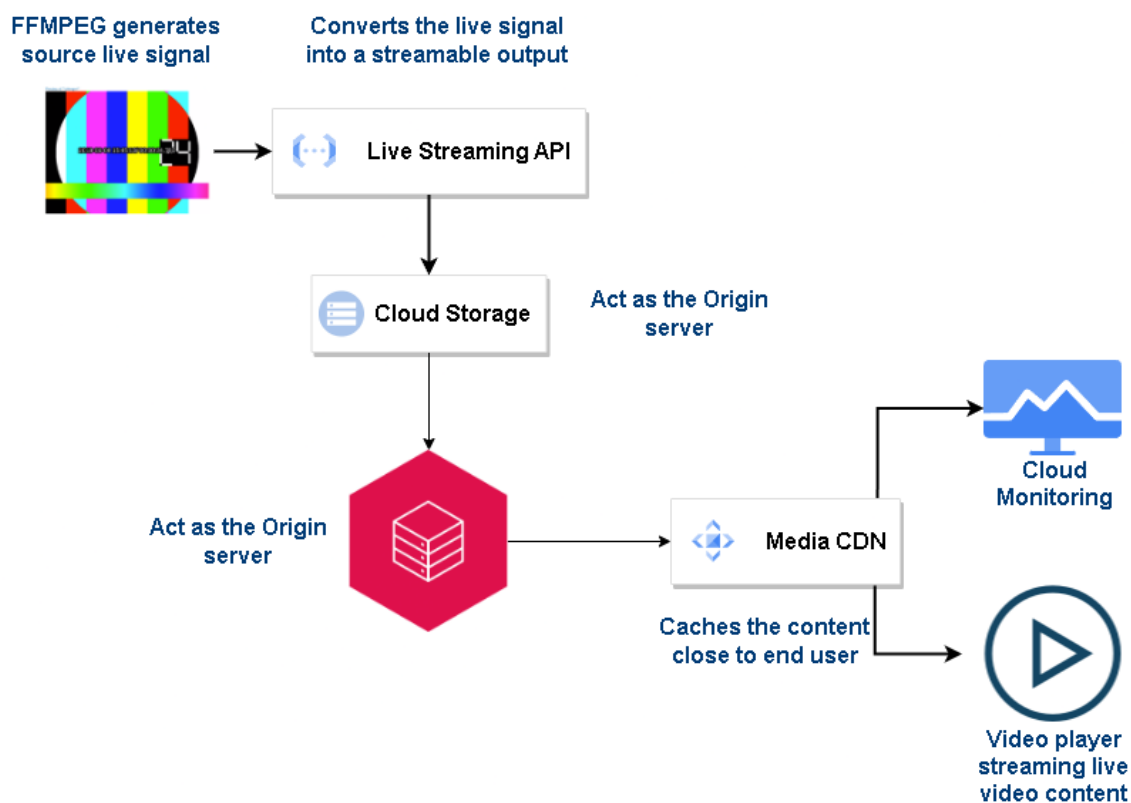 FFMPEG generates
source live signal
Converts the live signal
into a streamable output
24
Live Streaming API
Cloud Storage
Act as the Origin
server
Act as the Origin
server
Media CDN
Caches the content
close to end user
Cloud
Monitoring
Video player
streaming live
video content